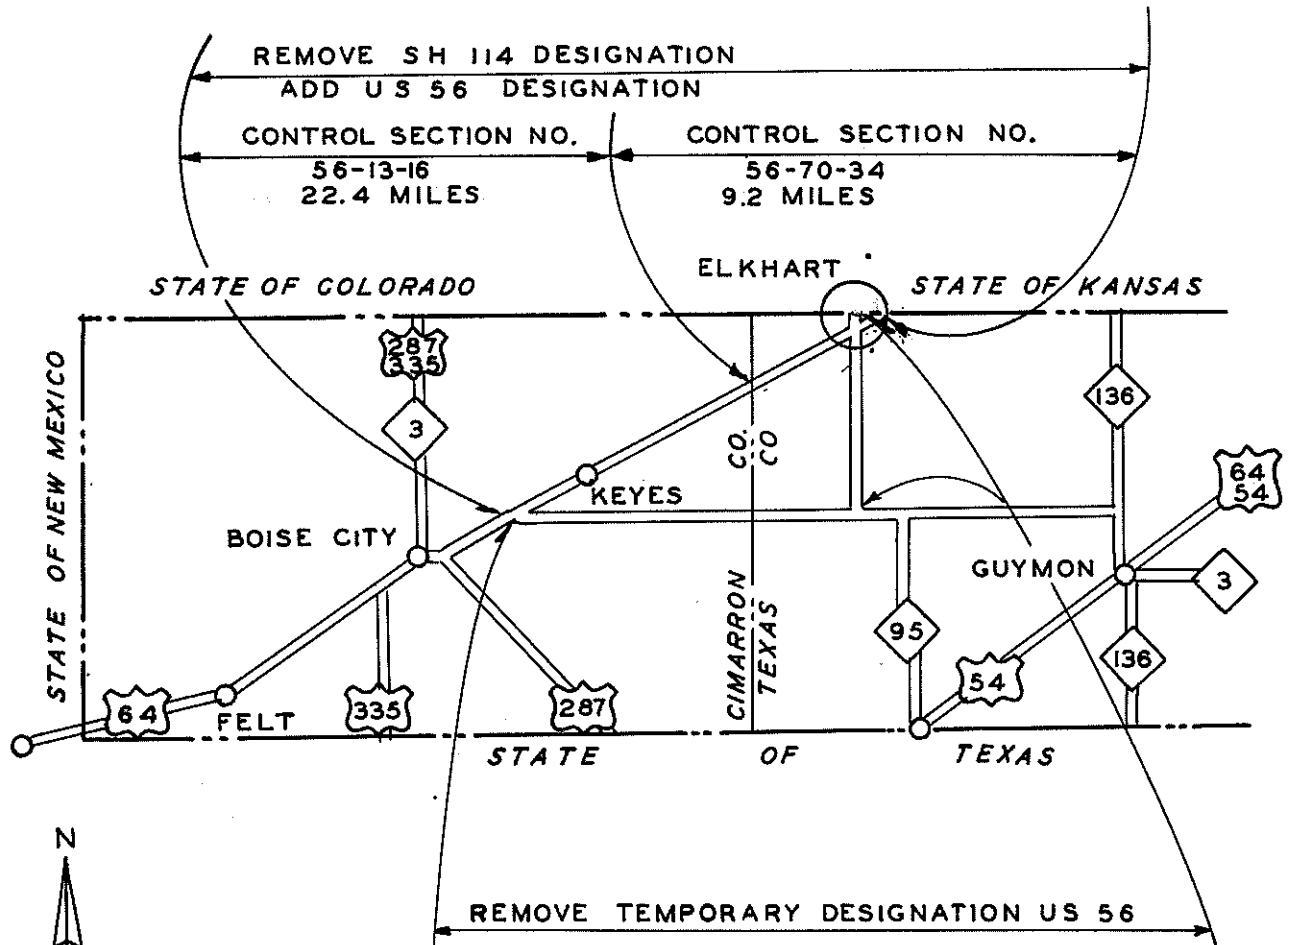 REMOVE SH 114 DESIGNATION
ADD US 56 DESIGNATION
CONTROL SECTION NO.
56-13-16
22.4 MILES
CONTROL SECTION NO.
56-70-34
9.2 MILES
ELKHART
STATE OF COLORADO
STATE OF KANSAS
STATE OF NEW MEXICO
287
335
3
136
CO.
CO
64
54
KEYES
BOISE CITY
GUYMON
3
CIMARRON
TEXAS
95
136
54
64
FELT
335
287
STATE OF TEXAS
N
REMOVE TEMPORARY DESIGNATION US 56